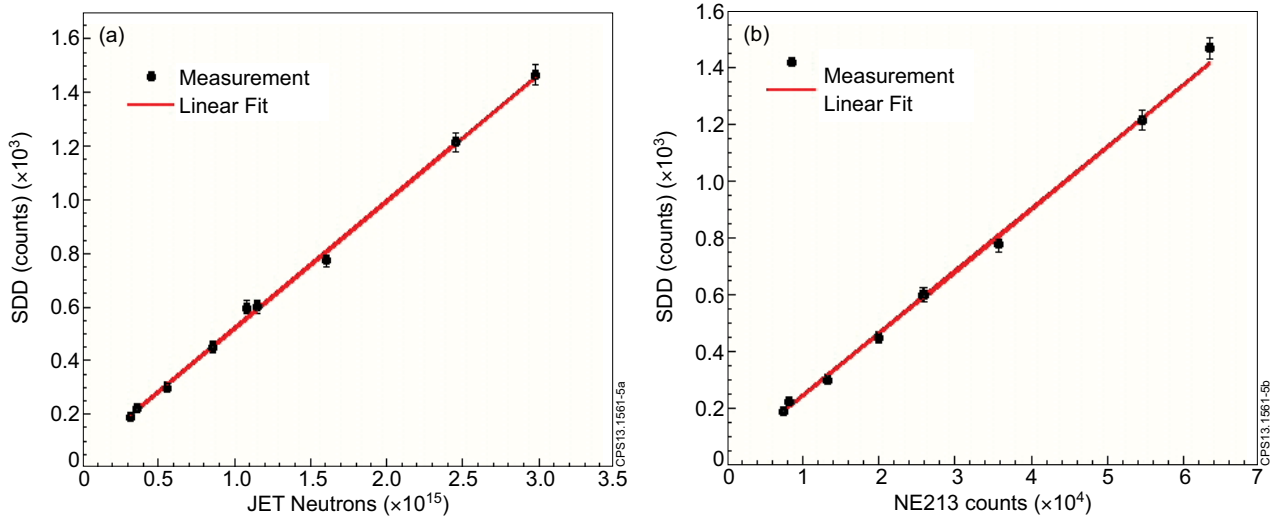 (a)
Measurement
Linear Fit
SDD (counts) (×10³)
1.6
1.4
1.2
1.0
0.8
0.6
0.4
0.2
0
0 0.5 1.0 1.5 2.0 2.5 3.0 3.5
JET Neutrons (×10¹⁵)
CPS13.1561-5a
(b)
Measurement
Linear Fit
SDD (counts) (×10³)
1.6
1.4
1.2
1.0
0.8
0.6
0.4
0.2
0
0 1 2 3 4 5 6 7
NE213 counts (×10⁴)
CPS13.1561-5b